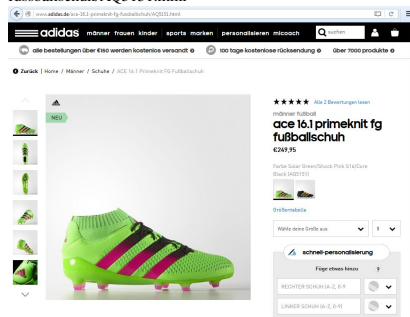 www.adidas.de/ace-16.1-primeknit-fg-fussballschuh/AQ5151.html
adidas männer frauen kinder sports marken personalisieren micoach suchen
alle bestellungen über €150 werden kostenlos versandt
100 tage kostenlose rücksendung
über 7000 produkte
Zurück | Home / Männer / Schuhe / ACE 16.1 Primeknit FG Fußballschuh
adidas
NEU
Alle 2 Bewertungen lesen
männer fußball
ace 16.1 primeknit fg
fußballschuh
€249,95
Farbe Solar Green/Shock Pink S16/Core
Black (AQ5151)
Größentabelle
Wähle deine Größe aus
1
schnell-personalisierung
Füge etwas hinzu
?
RECHTER SCHUH (A-Z, 0-9
LINKER SCHUH (A-Z, 0-9)